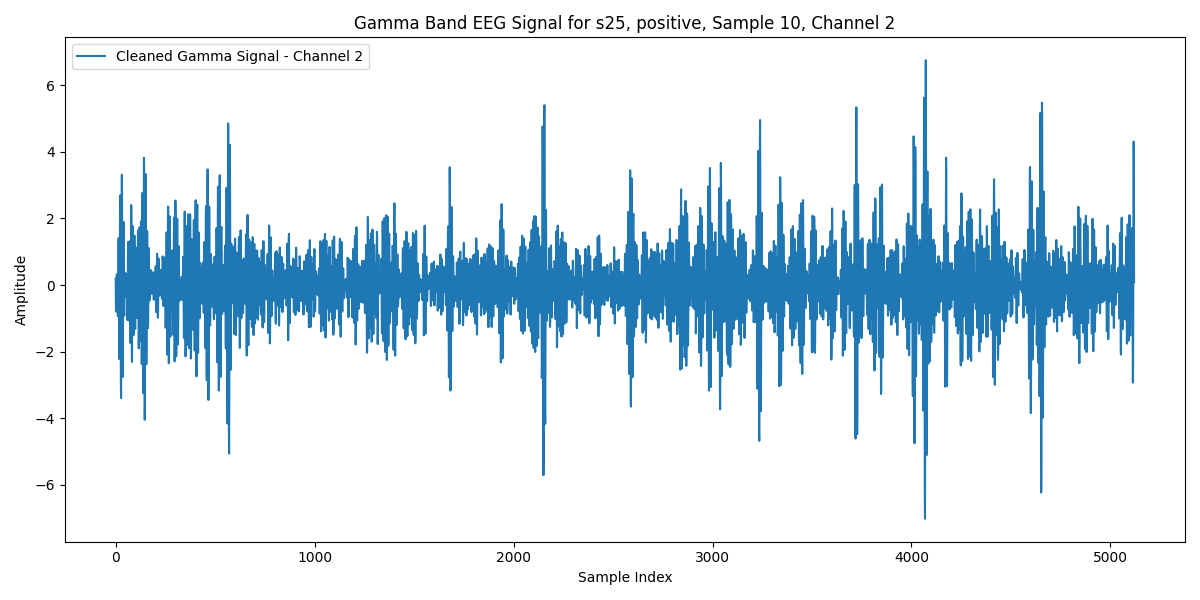 Gamma Band EEG Signal for s25, positive, Sample 10, Channel 2
Cleaned Gamma Signal - Channel 2
Amplitude
6
4
2
0
−2
−4
−6
0 1000 2000 3000 4000 5000
Sample Index